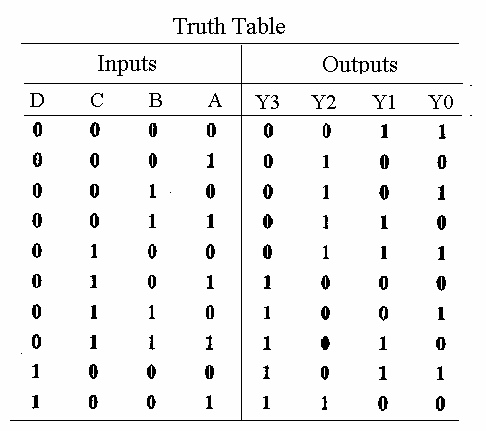 Truth Table
Inputs Outputs
D C B A Y3 Y2 Y1 Y0
0 0 0 0 0 0 1 1
0 0 0 1 0 1 0 0
0 0 1 0 0 1 0 1
0 0 1 1 0 1 1 0
0 1 0 0 0 1 1 1
0 1 0 1 1 0 0 0
0 1 1 0 1 0 0 1
0 1 1 1 1 0 1 0
1 0 0 0 1 0 1 1
1 0 0 1 1 1 0 0